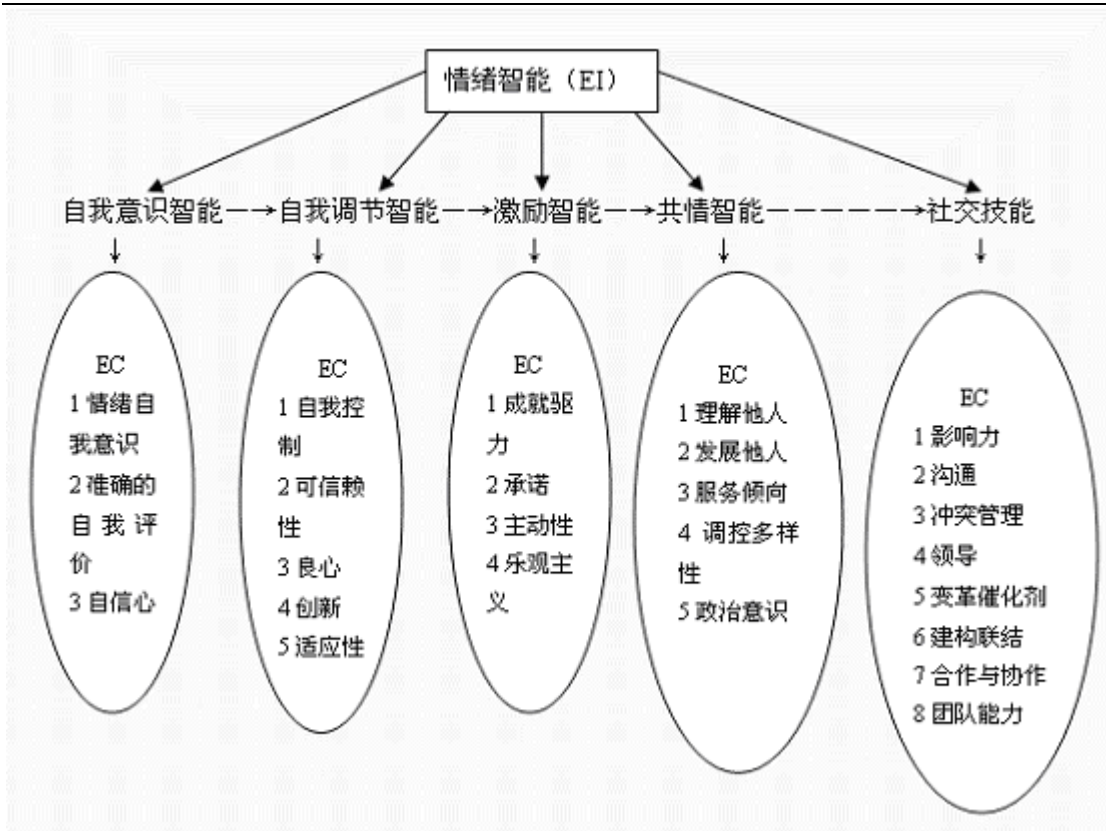 情绪智能（EI）
自我意识智能
自我调节智能
激励智能
共情智能
社交技能
EC
1 情绪自
我意识
2 准确的
自我评
价
3 自信心
EC
1 自我控
制
2 可信赖
性
3 良心
4 创新
5 适应性
EC
1 成就驱
力
2 承诺
3 主动性
4 乐观主
义
EC
1 理解他人
2 发展他人
3 服务倾向
4 调控多样
性
5 政治意识
EC
1 影响力
2 沟通
3 冲突管理
4 领导
5 变革催化剂
6 建构联结
7 合作与协作
8 团队能力